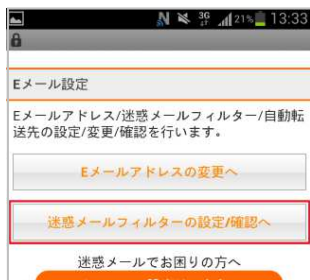 3G 21% 13:33
Eメール設定
Eメールアドレス/迷惑メールフィルター/自動転
送先の設定/変更/確認を行います。
Eメールアドレスの変更へ
迷惑メールフィルターの設定/確認へ
迷惑メールでお困りの方へ